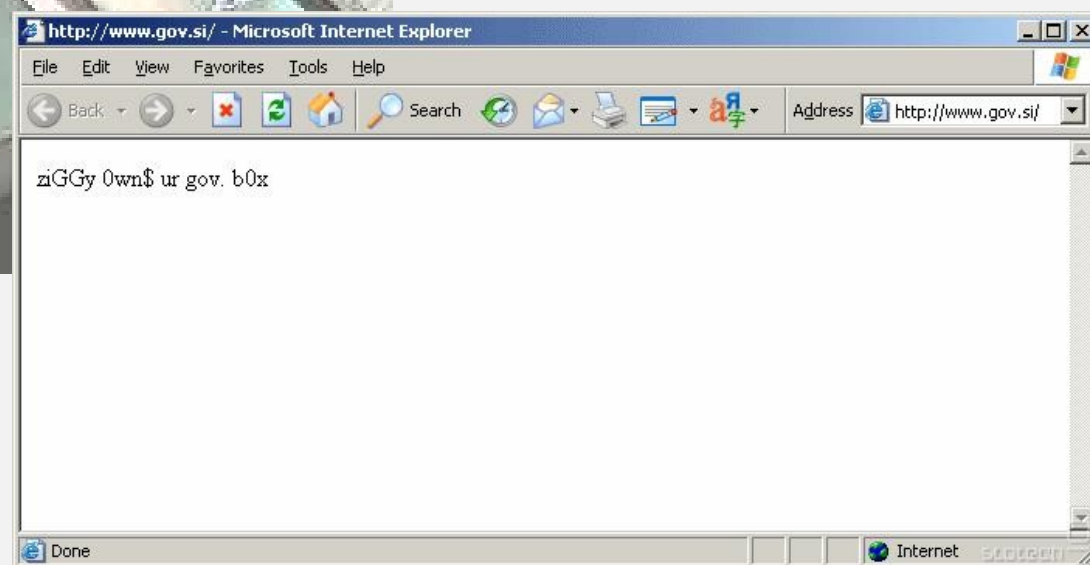 http://www.gov.si/ - Microsoft Internet Explorer
File Edit View Favorites Tools Help
Back Search Address http://www.gov.si/
ziGGy 0wn$ ur gov. b0x
Done Internet